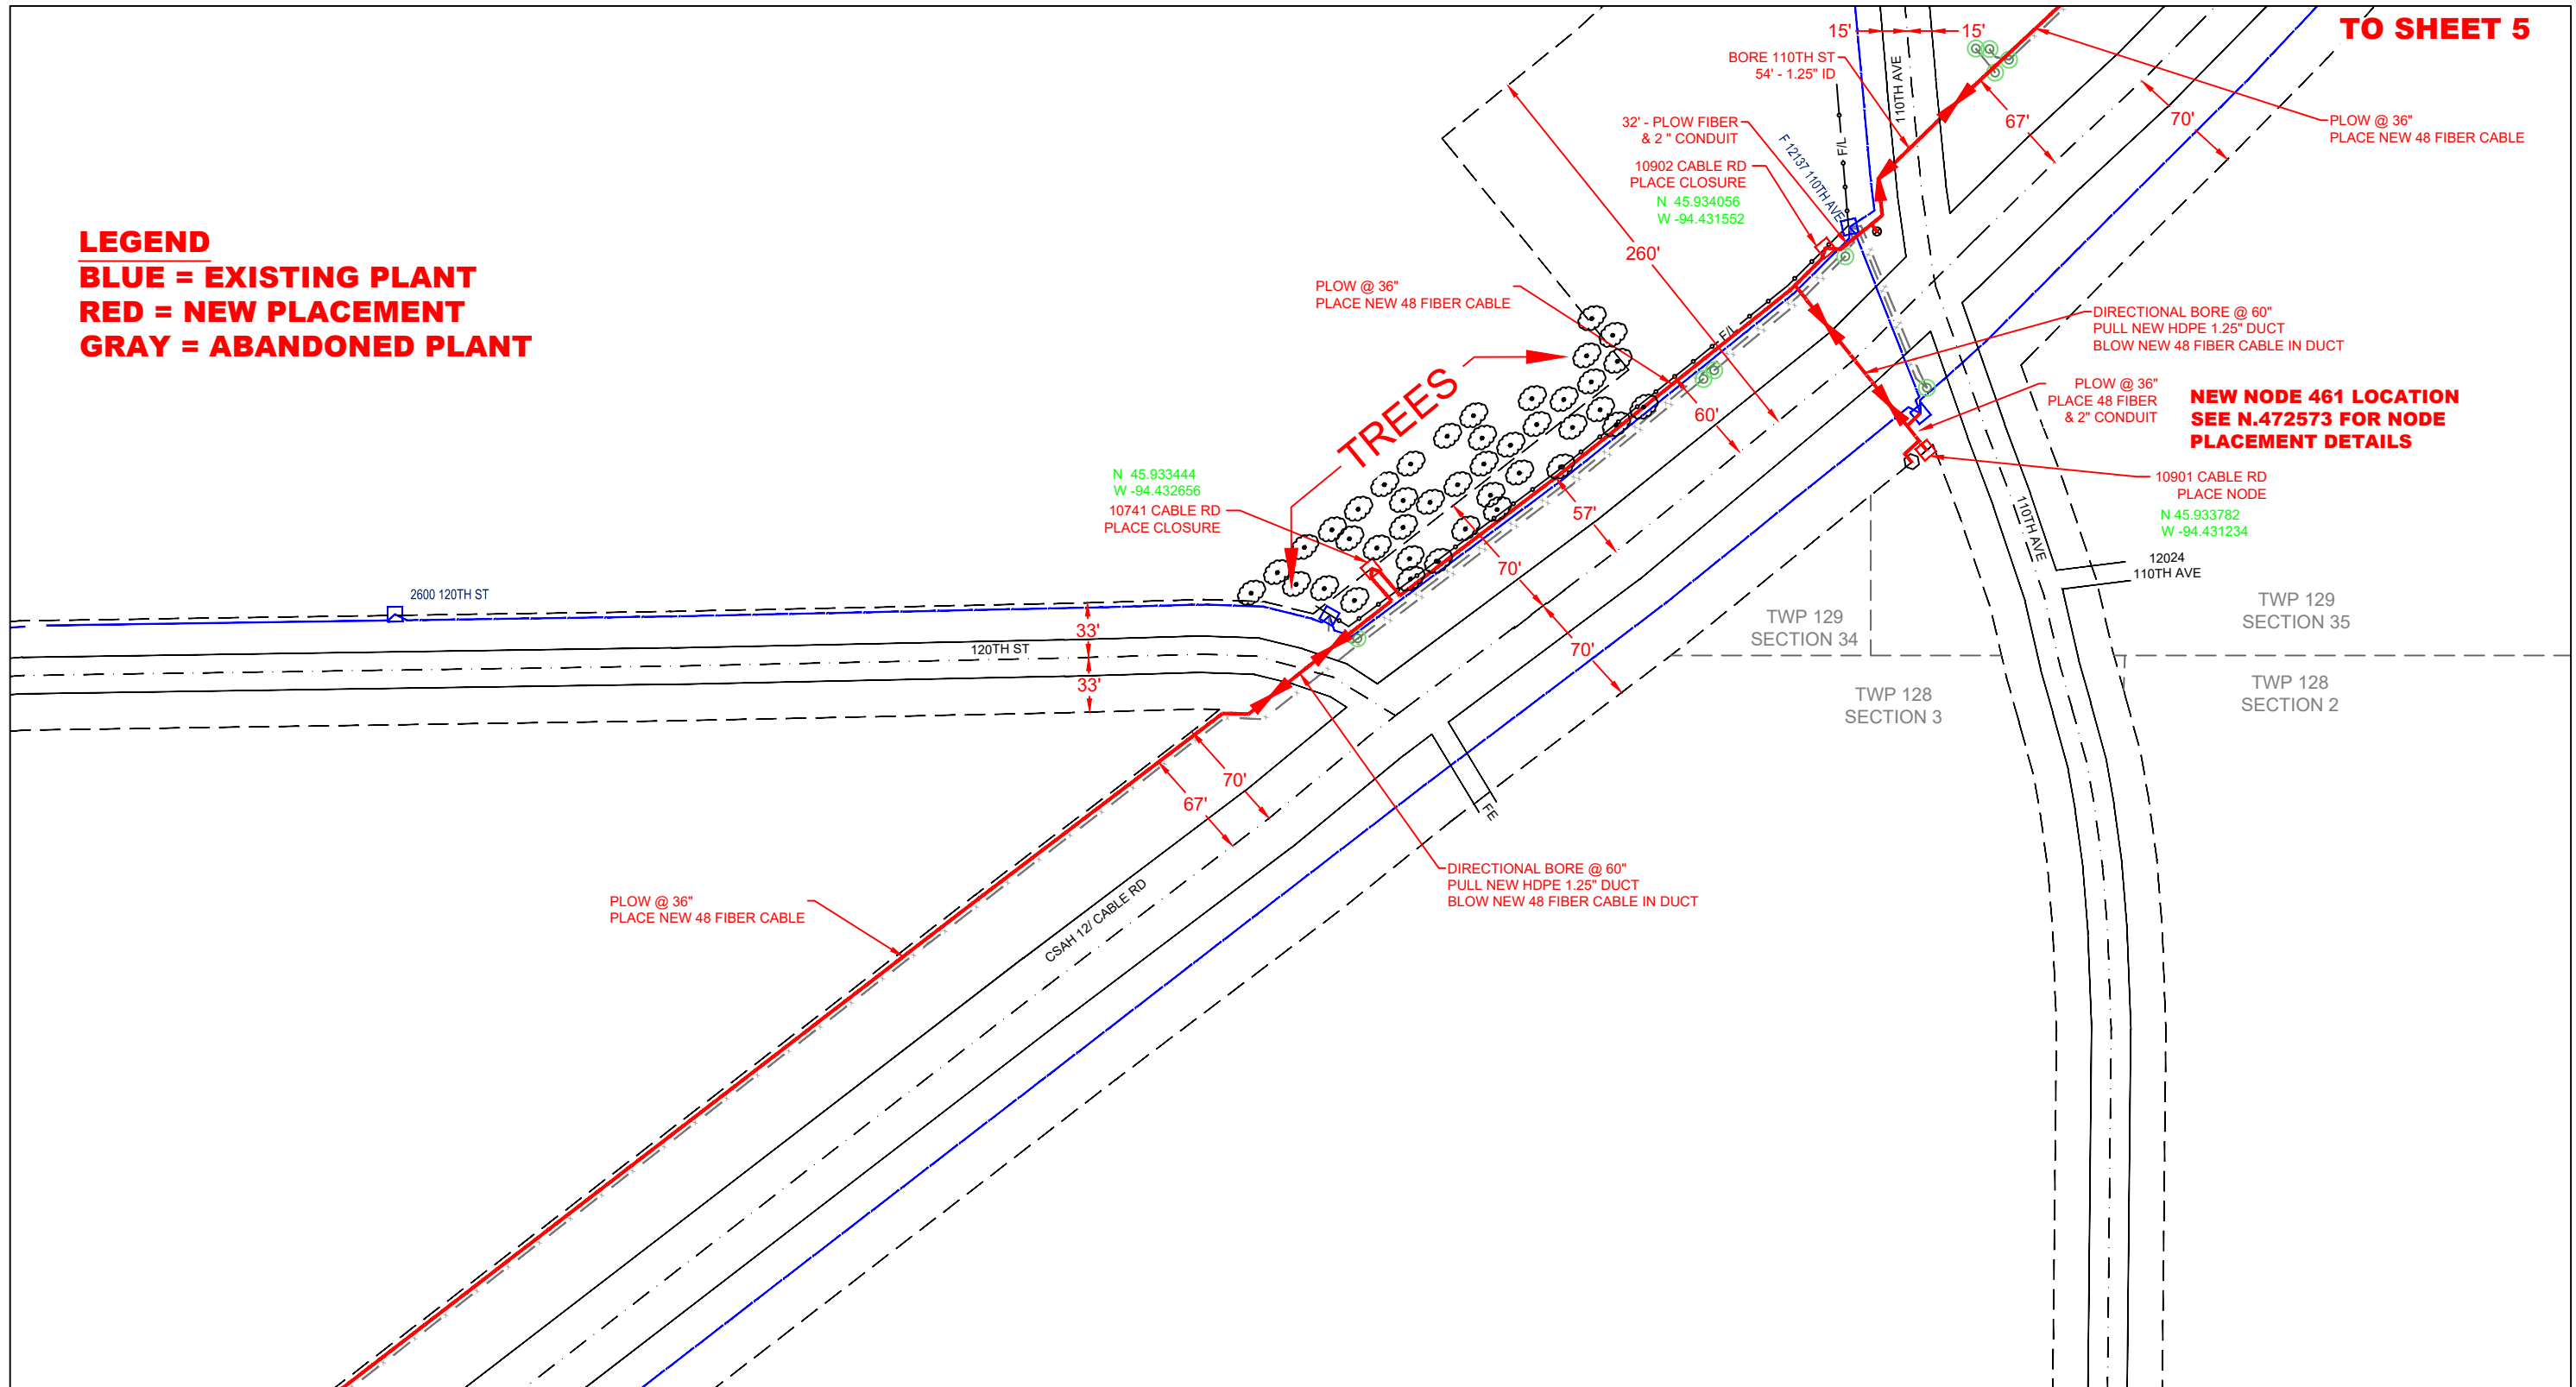 TO SHEET 5
15'
15'
BORE 110TH ST
54' - 1.25" ID
110TH AVE
32' - PLOW FIBER
& 2 " CONDUIT
F/L
F 12137 110TH AVE
67'
70'
PLOW @ 36"
PLACE NEW 48 FIBER CABLE
10902 CABLE RD
PLACE CLOSURE
N 45.934056
W -94.431552
LEGEND
BLUE = EXISTING PLANT
RED = NEW PLACEMENT
GRAY = ABANDONED PLANT
260'
PLOW @ 36"
PLACE NEW 48 FIBER CABLE
F/L
DIRECTIONAL BORE @ 60"
PULL NEW HDPE 1.25" DUCT
BLOW NEW 48 FIBER CABLE IN DUCT
TREES
60'
PLOW @ 36"
PLACE 48 FIBER
& 2" CONDUIT
NEW NODE 461 LOCATION
SEE N.472573 FOR NODE
PLACEMENT DETAILS
N 45.933444
W -94.432656
10741 CABLE RD
PLACE CLOSURE
57'
10901 CABLE RD
PLACE NODE
N 45.933782
W -94.431234
110TH AVE
12024
110TH AVE
70'
2600 120TH ST
33'
120TH ST
33'
70'
TWP 129
SECTION 34
TWP 129
SECTION 35
TWP 128
SECTION 3
TWP 128
SECTION 2
70'
67'
FE
DIRECTIONAL BORE @ 60"
PULL NEW HDPE 1.25" DUCT
BLOW NEW 48 FIBER CABLE IN DUCT
PLOW @ 36"
PLACE NEW 48 FIBER CABLE
CSAH 12/ CABLE RD